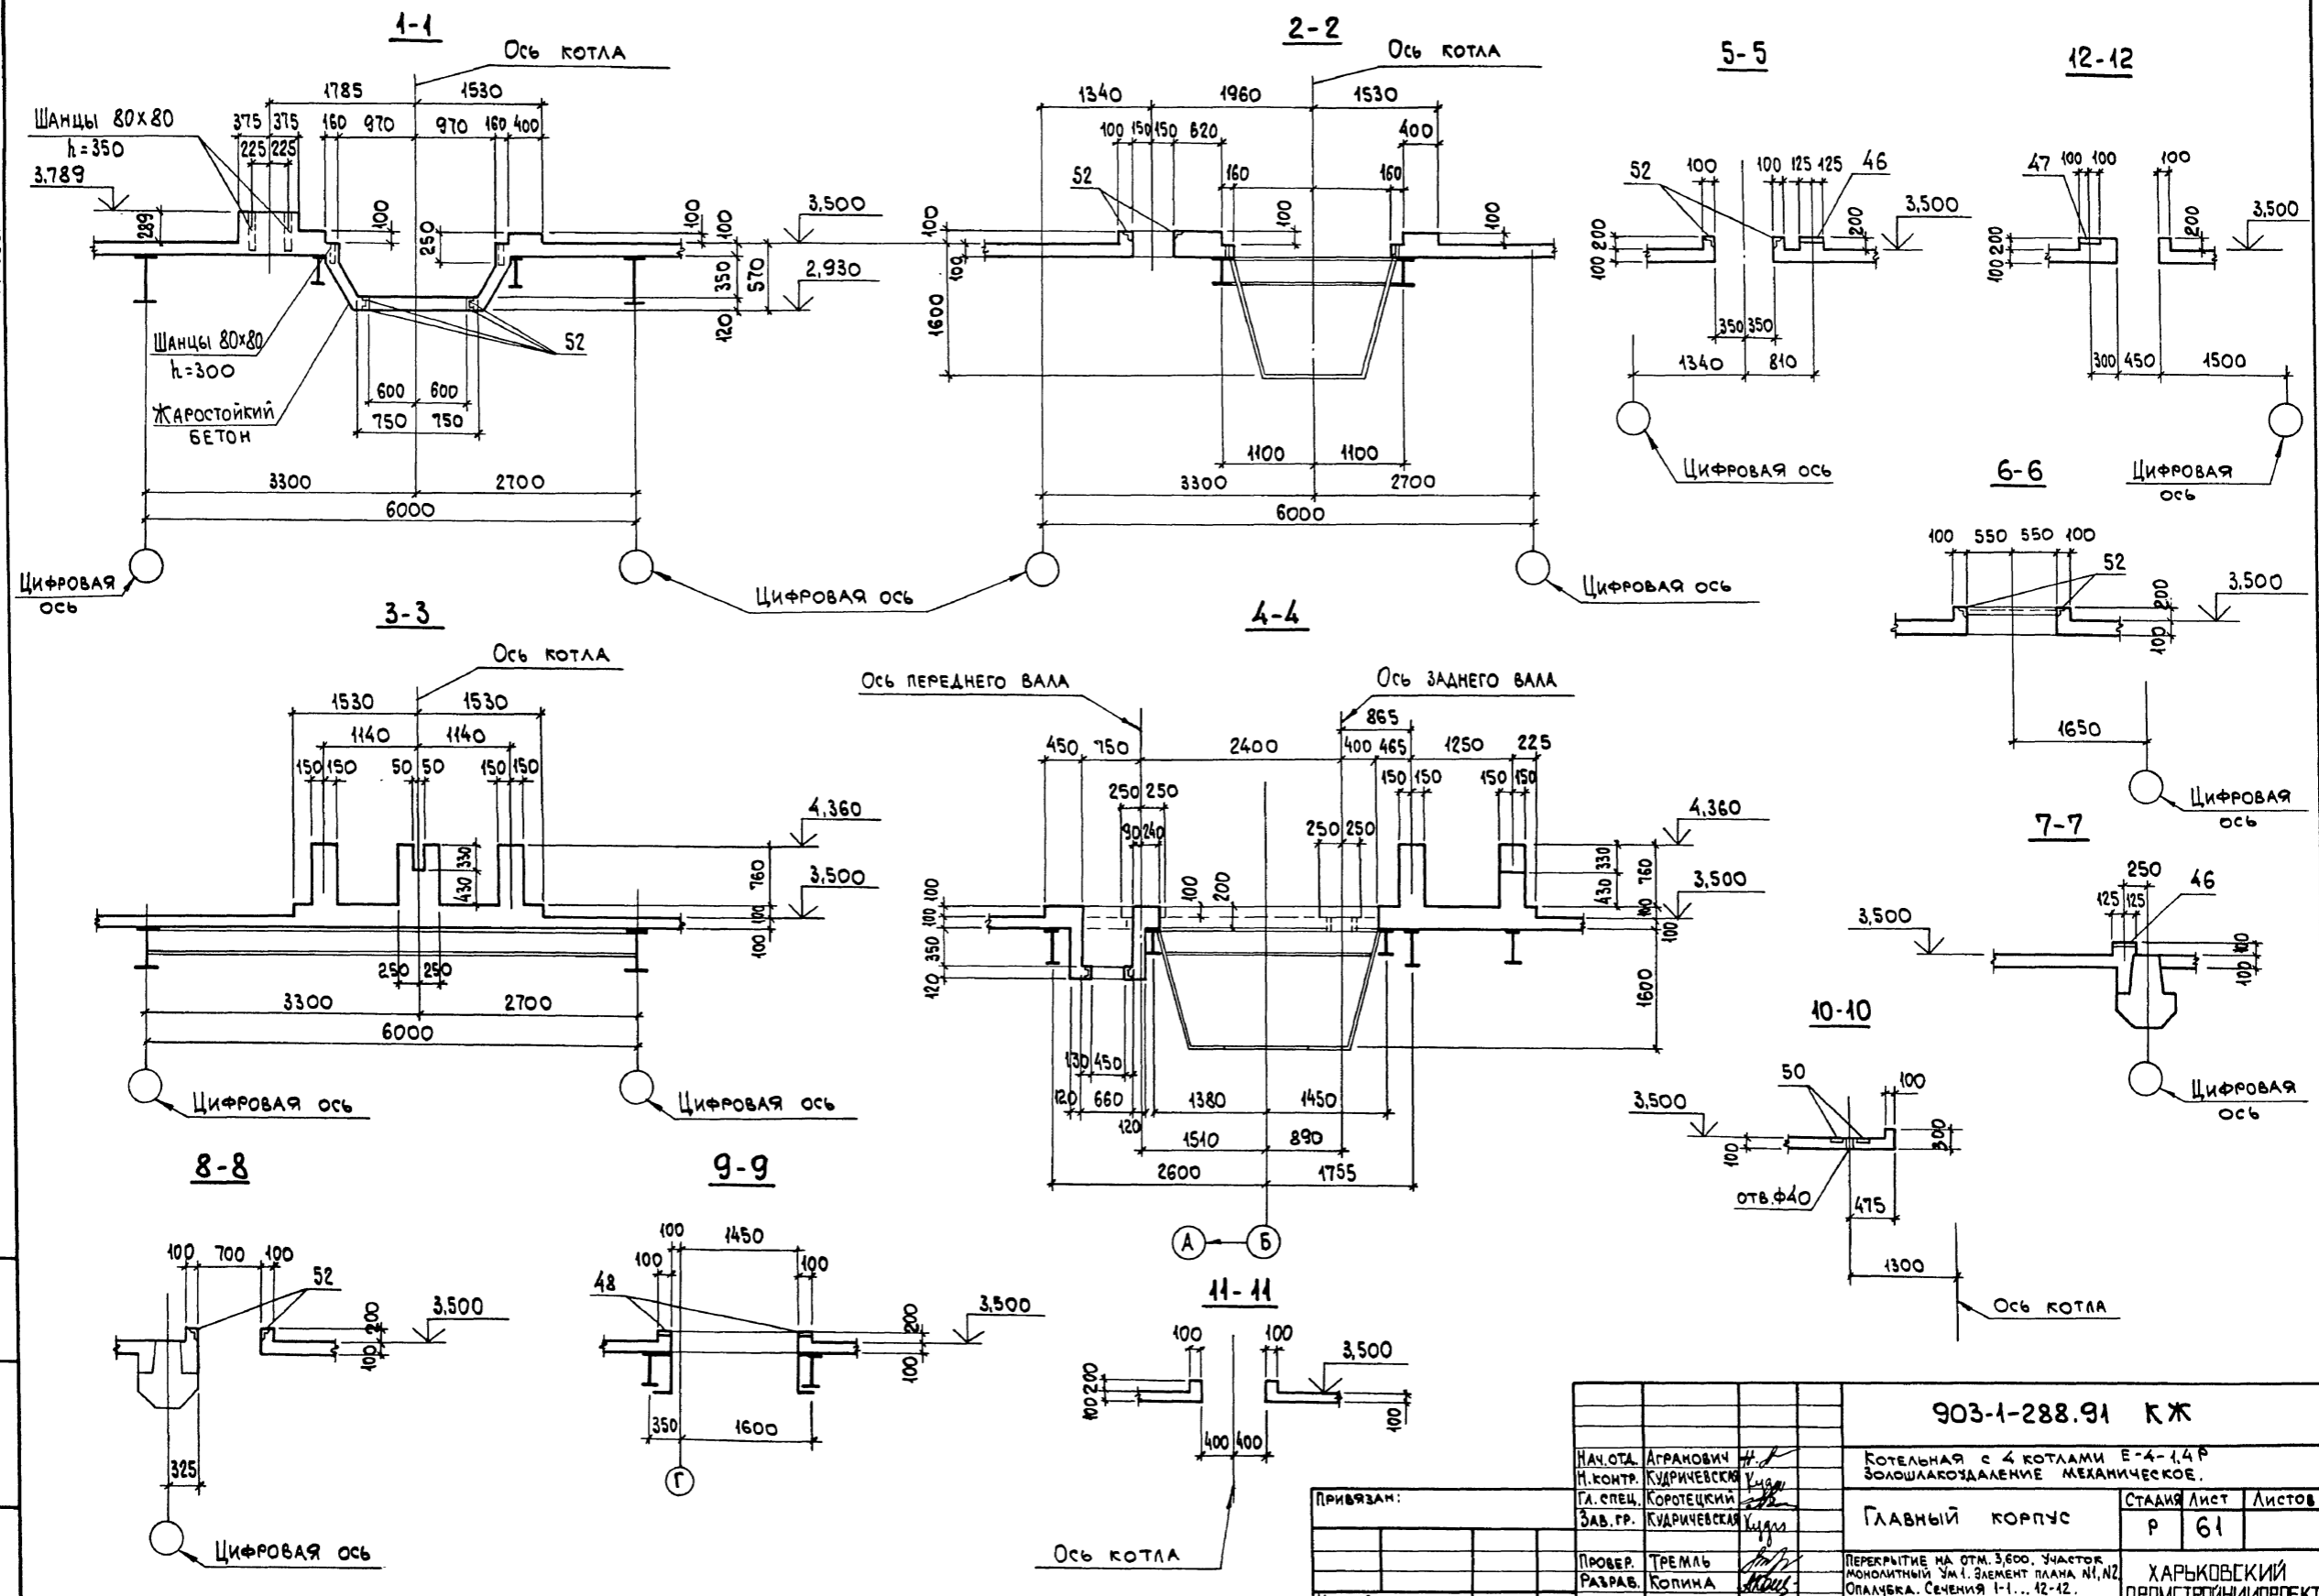 1-1
Ось котла
1785 1530
375 375 160 970 970 160 400
225 225
Шанцы 80х80
h=350
3,789
289
100
250
100 100
350 570
120
3,500
2,930
Шанцы 80х80
h=300
Жаростойкий
бетон
52
600 600
750 750
3300 2700
6000
Цифровая
ось
2-2
Ось котла
1340 1960 1530
100 150 150 620 400
52
160 160
100
100
100
100
1600
1100 1100
3300 2700
6000
Цифровая ось
Цифровая ось
5-5
52
100 100 125 125
46
3,500
100 200 200
200
350 350
1340 810
Цифровая ось
12-12
47
100 100 100
3,500
100 200 200
200
300 450 1500
Цифровая
ось
6-6
100 550 550 100
52
200
100
3,500
1650
Цифровая
ось
3-3
Ось котла
1530 1530
1140 1140
150 150 50 50 150 150
4,360
3,500
330
430
760
100
100
250 250
3300 2700
6000
Цифровая ось
Цифровая ось
4-4
Ось переднего вала
Ось заднего вала
865
450 750 2400 400 465 1250 225
150 150 150 150
250 250
90 240
250 250
4,360
3,500
330
430
760
100
100
1600
100
100
350
120
100
200
130 450
120 660 1380 1450
120
1510 890
2600 1755
А Б
7-7
250
125 125
46
3,500
100
100
Цифровая
ось
10-10
50
100
3,500
100
300
отв.ф40
475
1300
Ось котла
8-8
100 700 100
52
3,500
200
100
325
Цифровая ось
9-9
100 1450
100 100
48
3,500
200
100
350 1600
Г
11-11
100 100
3,500
100 200
100
400 400
Ось котла
903-1-288.91 КЖ
Котельная с 4 котлами Е-4-1,4Р
Золошлакоудаление механическое.
Нач.отд. Агранович
Н.контр. Кудричевская
Гл.спец. Коротецкий
Зав.гр. Кудричевская
Провер. Тремль
Разраб. Копина
Привязан:
Главный корпус
Стадия Лист Листов
Р 61
Перекрытие на отм. 3,600. Участок
монолитный Ум1. Элемент плана N1, N2
Опалубка. Сечения 1-1... 12-12.
Харьковский
Промстройниипроект